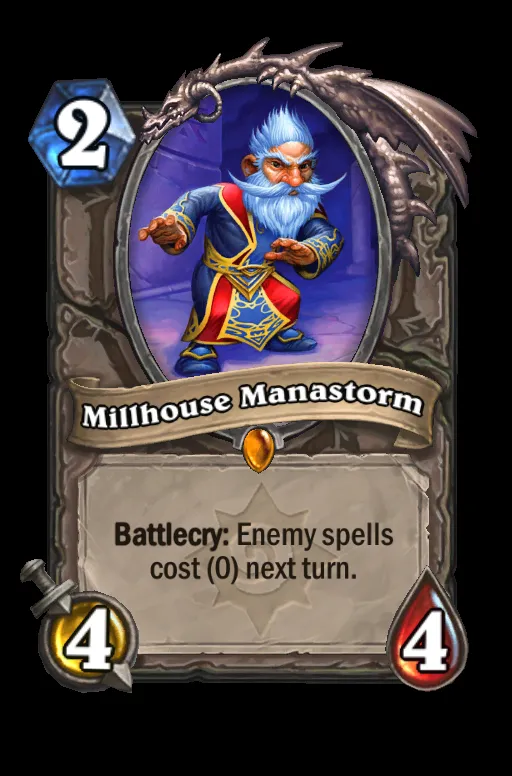 2
Millhouse Manastorm
Battlecry: Enemy spells
cost (0) next turn.
4
4